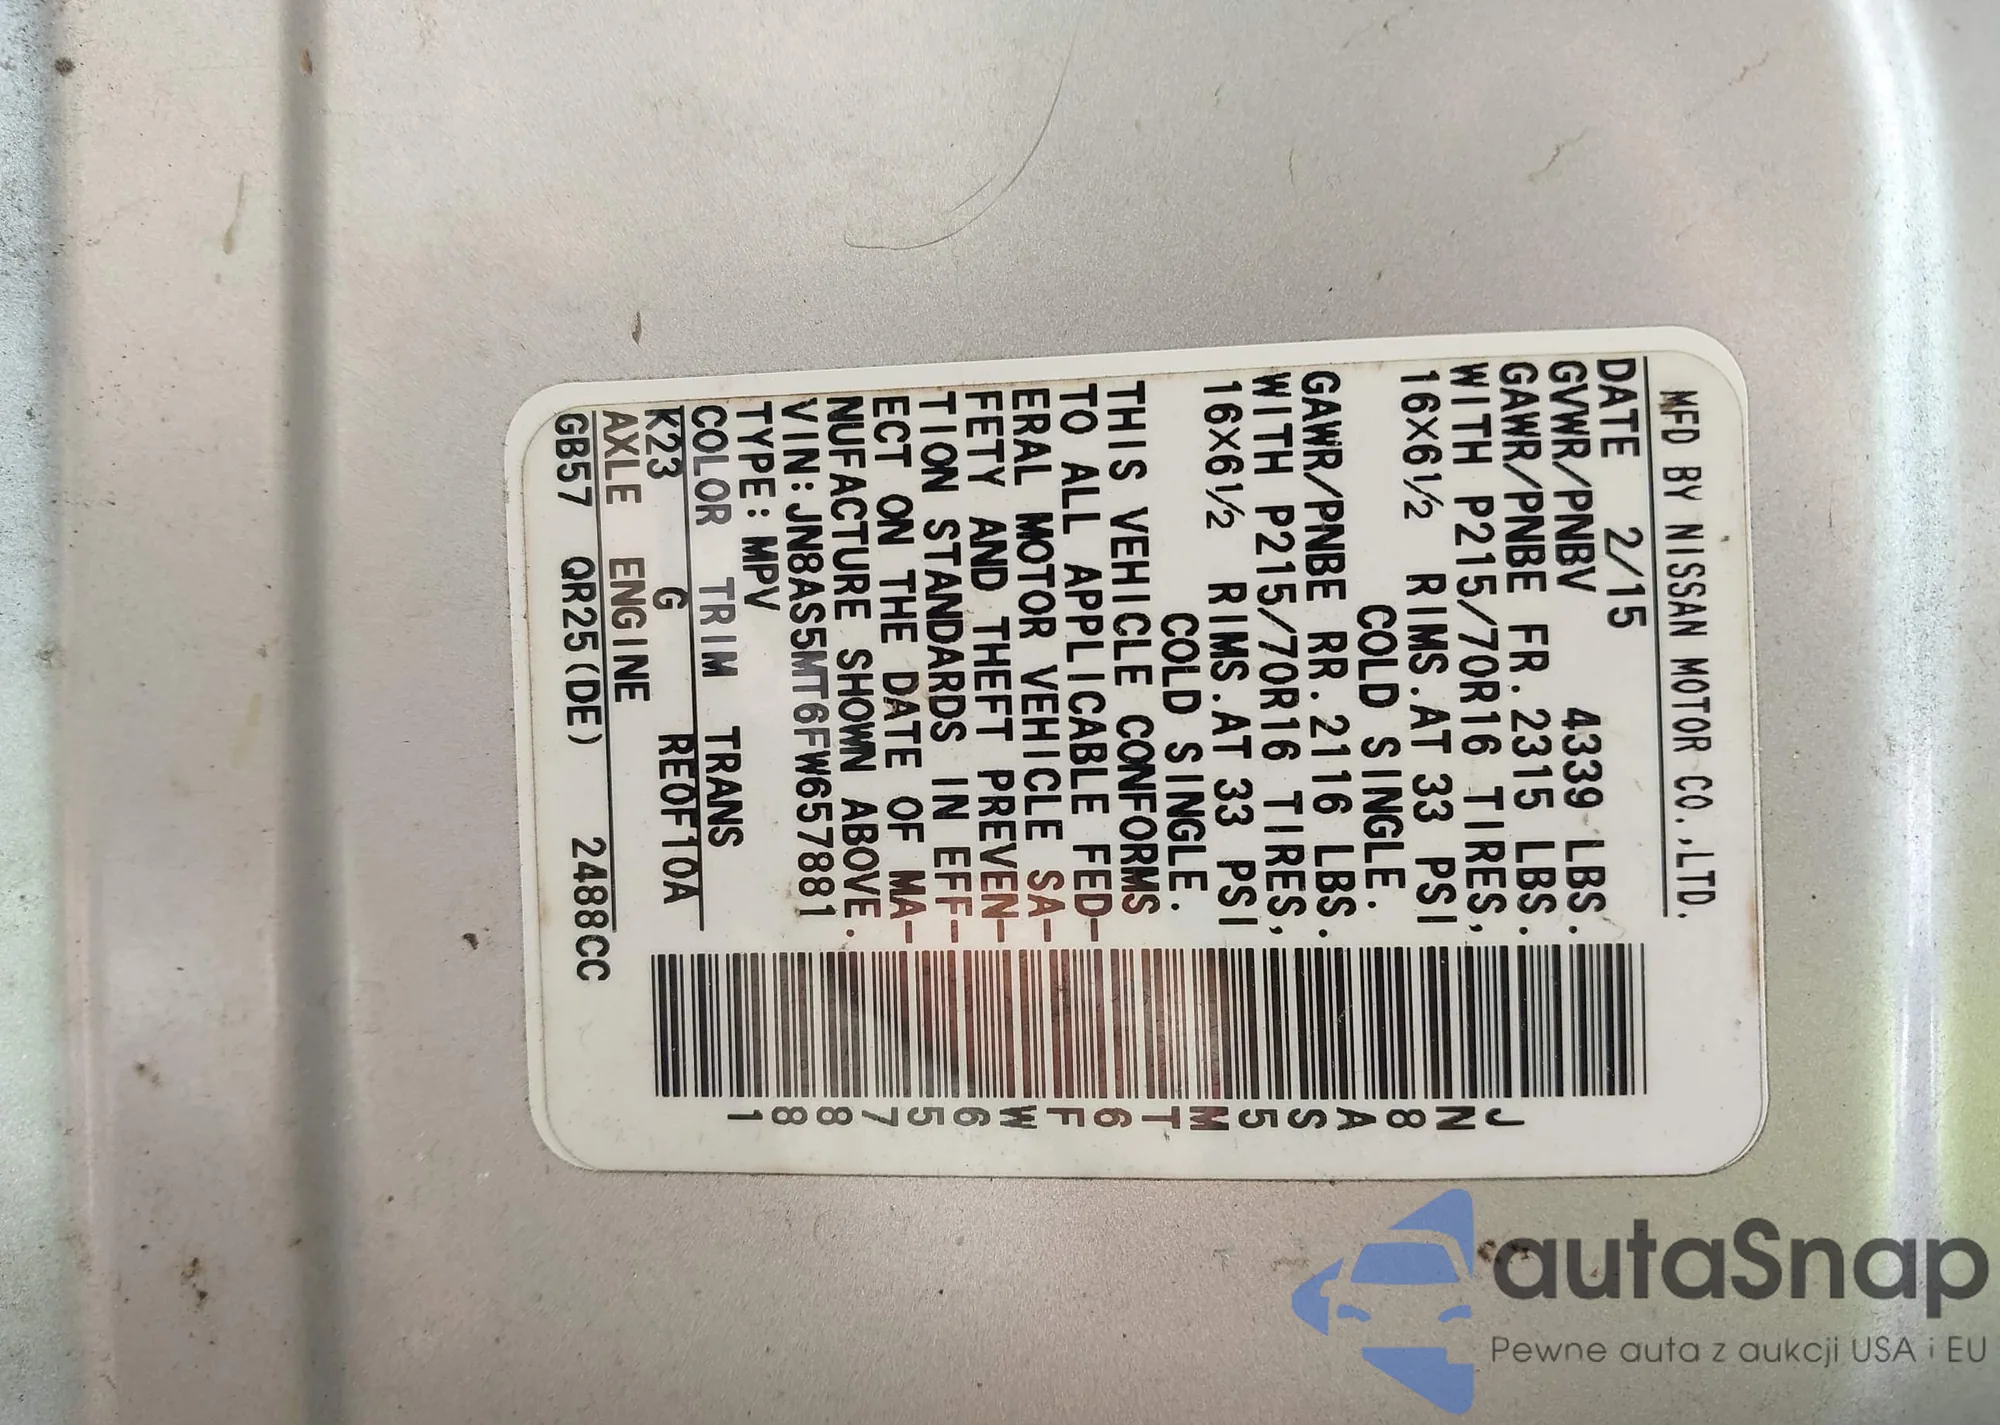 MFD BY NISSAN MOTOR CO.,LTD.
DATE 2/15
GVWR/PNBV 4339 LBS.
GAWR/PNBE FR. 2315 LBS.
WITH P215/70R16 TIRES,
16×6½ RIMS.AT 33 PSI
COLD SINGLE.
GAWR/PNBE RR. 2116 LBS.
WITH P215/70R16 TIRES,
16×6½ RIMS.AT 33 PSI
COLD SINGLE.
THIS VEHICLE CONFORMS
TO ALL APPLICABLE FED-
ERAL MOTOR VEHICLE SA-
FETY AND THEFT PREVEN-
TION STANDARDS IN EFF-
ECT ON THE DATE OF MA-
NUFACTURE SHOWN ABOVE.
VIN:JN8AS5MT6FW657881
TYPE:MPV
COLOR TRIM TRANS
K23 G RE0F10A
AXLE ENGINE
GB57 QR25(DE) 2488CC
JN8AS5MT6FW657881
autaSnap
Pewne auta z aukcji USA i EU